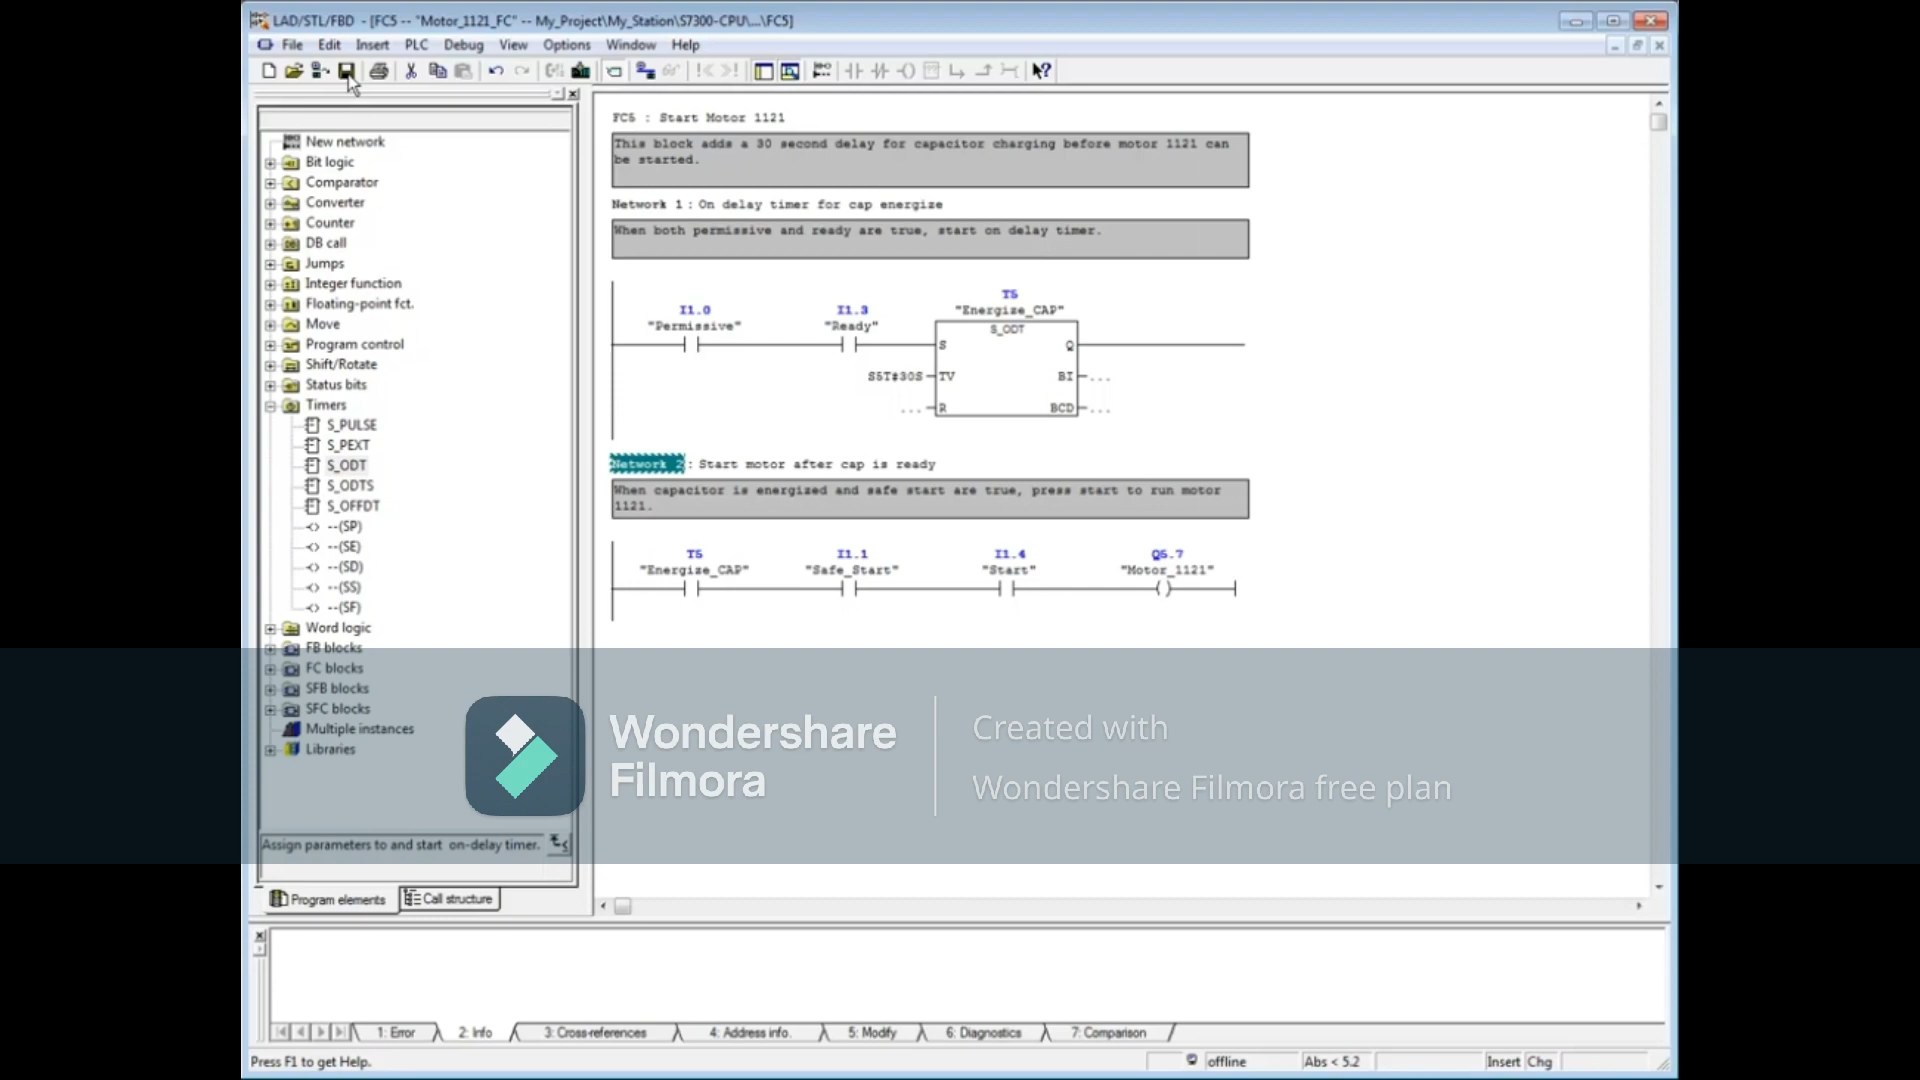 LAD/STL/FBD - [FC5 -- "Motor_1121_FC" -- My_Project\My_Station\S7300-CPU\...\FC5]
File Edit Insert PLC Debug View Options Window Help
New network
Bit logic
Comparator
Converter
Counter
DB call
Jumps
Integer function
Floating-point fct.
Move
Program control
Shift/Rotate
Status bits
Timers
S_PULSE
S_PEXT
S_ODT
S_ODTS
S_OFFDT
--(SP)
--(SE)
--(SD)
--(SS)
--(SF)
Word logic
FB blocks
FC blocks
SFB blocks
SFC blocks
Multiple instances
Libraries
Assign parameters to and start on-delay timer.
Program elements
Call structure
FC5 : Start Motor 1121
This block adds a 30 second delay for capacitor charging before motor 1121 can
be started.
Network 1 : On delay timer for cap energize
When both permissive and ready are true, start on delay timer.
T5
I1.0 I1.3 "Energize_CAP"
"Permissive" "Ready" S_ODT
S Q
S5T#30S TV BI ...
... R BCD ...
Network 2 : Start motor after cap is ready
When capacitor is energized and safe start are true, press start to run motor
1121.
T5 I1.1 I1.4 Q5.7
"Energize_CAP" "Safe_Start" "Start" "Motor_1121"
Wondershare
Filmora
Created with
Wondershare Filmora free plan
1: Error 2: Info 3: Cross-references 4: Address info. 5: Modify 6: Diagnostics 7: Comparison
Press F1 to get Help. offline Abs < 5.2 Insert Chg